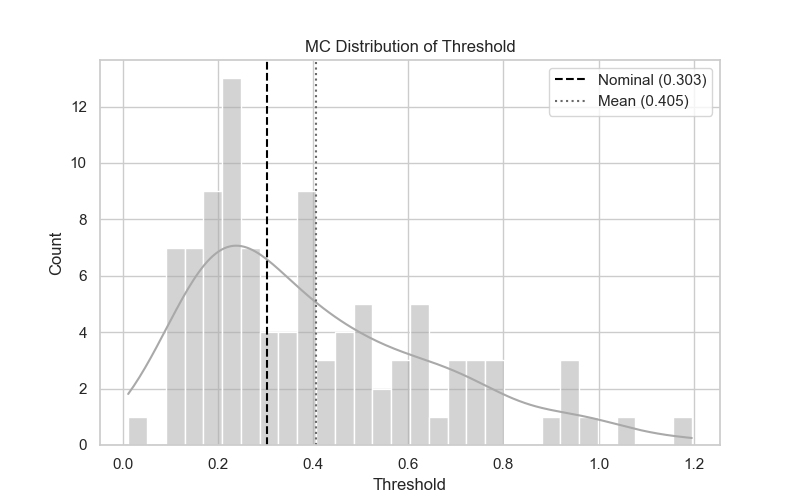 MC Distribution of Threshold
Nominal (0.303)
Mean (0.405)
Count
12
10
8
6
4
2
0
0.0 0.2 0.4 0.6 0.8 1.0 1.2
Threshold